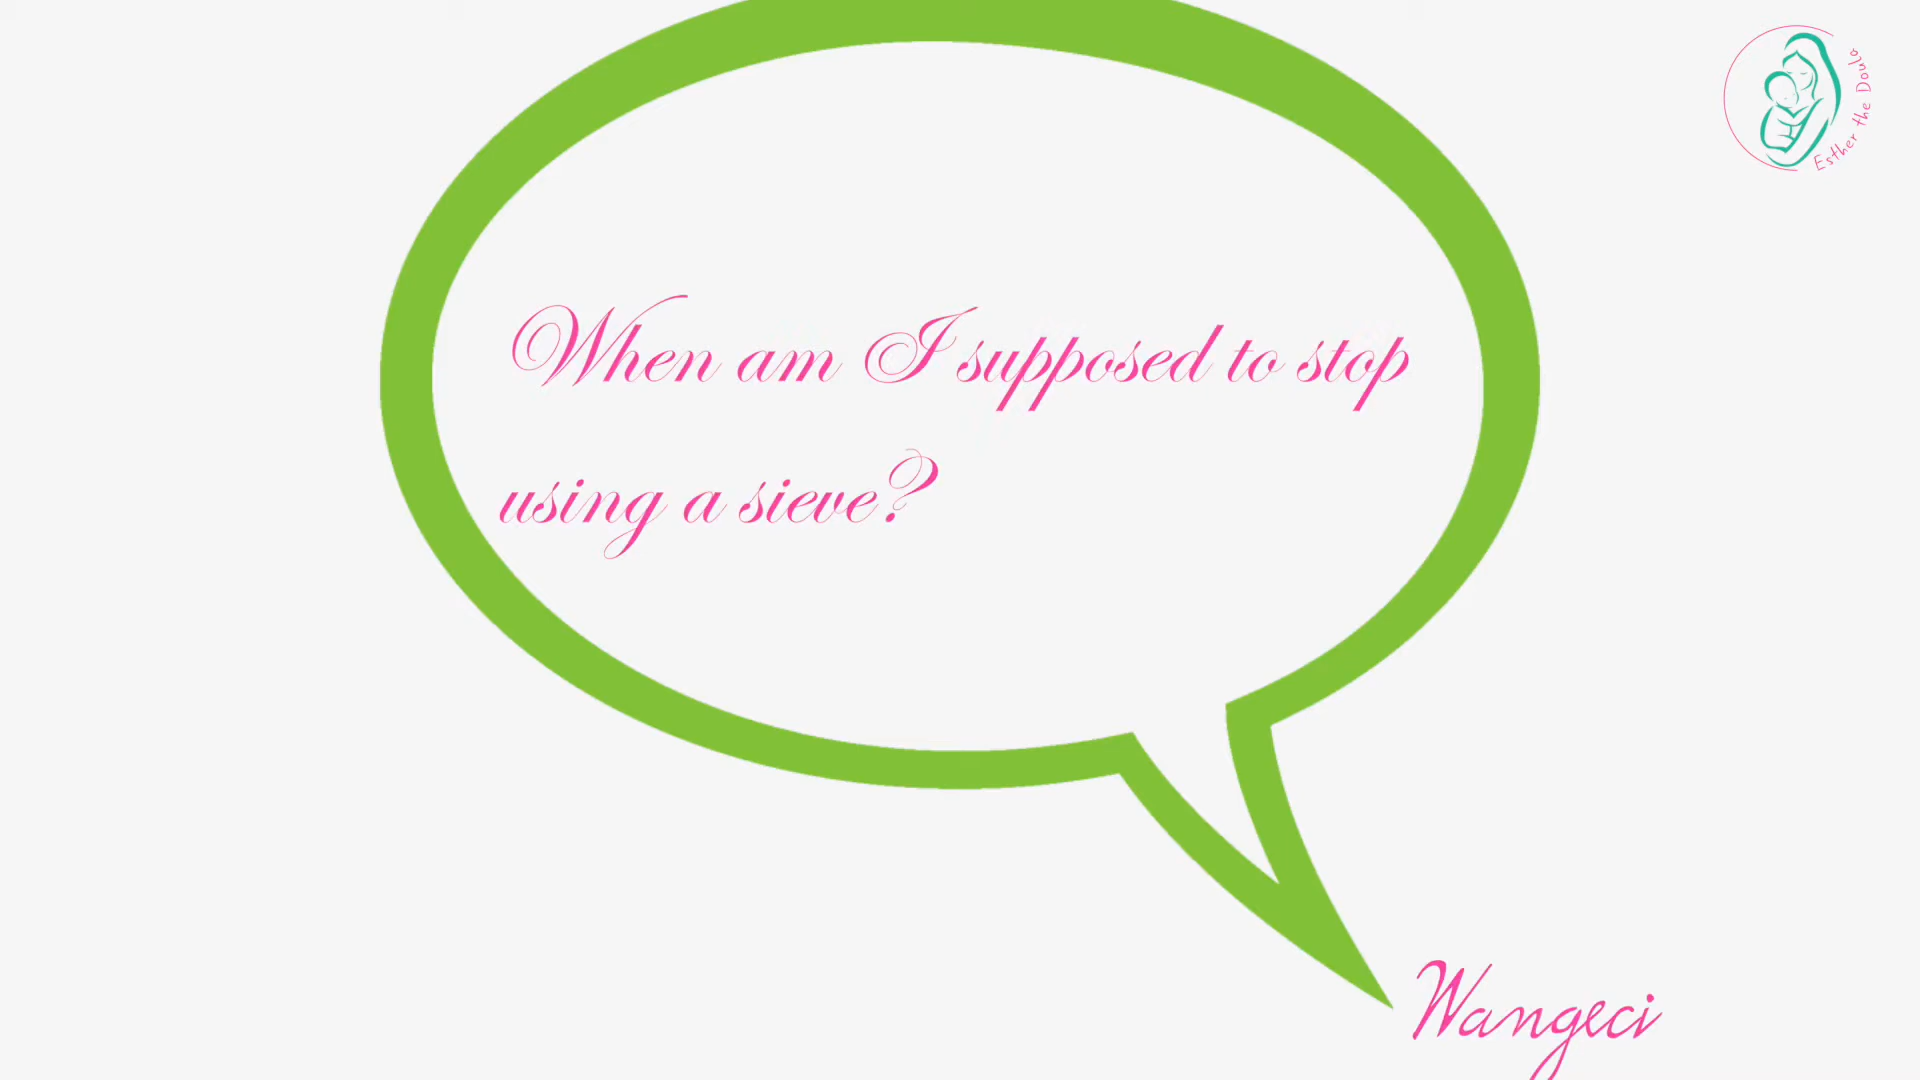 Esther the Doula
When am I supposed to stop
using a sieve?
Wangeci